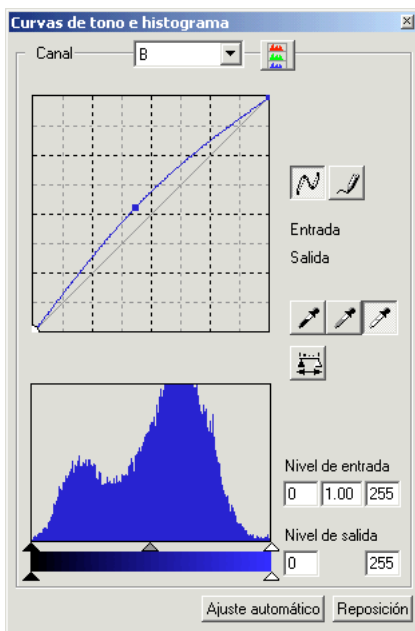 Curvas de tono e histograma
Canal
B
Entrada
Salida
Nivel de entrada
0 1.00 255
Nivel de salida
0 255
Ajuste automático Reposición